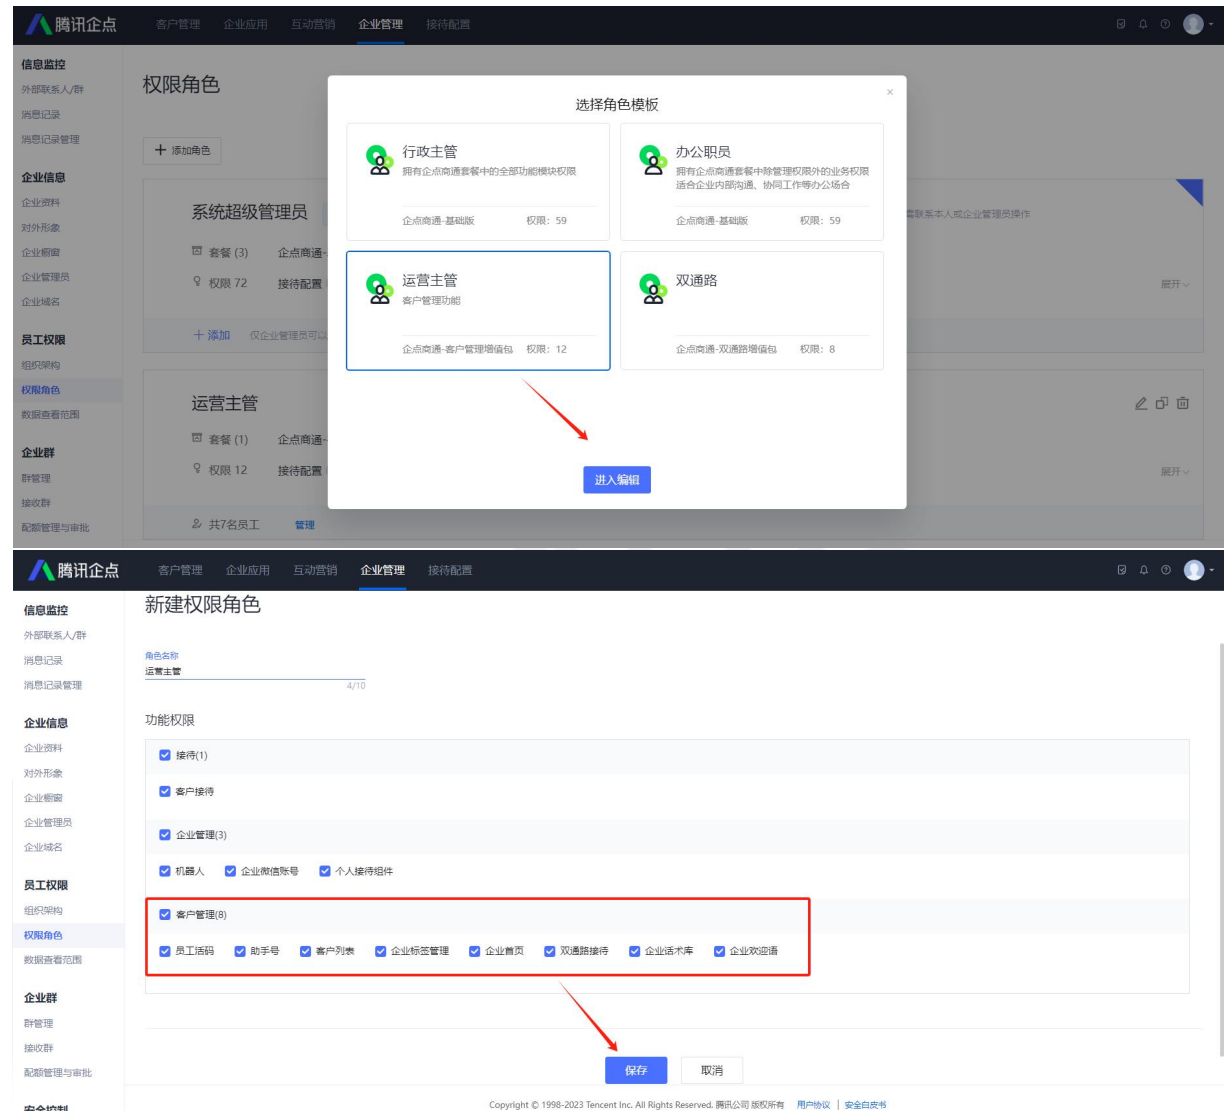 腾讯企点
客户管理 企业应用 互动营销 企业管理 接待配置
信息监控
外部联系人/群
消息记录
消息记录管理
企业信息
企业资料
对外形象
企业橱窗
企业管理员
企业域名
员工权限
组织架构
权限角色
数据查看范围
企业群
群管理
接收群
配额管理与审批
权限角色
添加角色
系统超级管理员
套餐 (3) 企点商通-
权限 72 接待配置
需联系本人或企业管理员操作
展开
添加 仅企业管理员可以
运营主管
套餐 (1) 企点商通-
权限 12 接待配置
展开
共7名员工 管理
选择角色模板
行政主管
拥有企点商通套餐中的全部功能模块权限
企点商通-基础版 权限：59
办公职员
拥有企点商通套餐中除管理权限外的业务权限
适合企业内部沟通、协同工作等办公场合
企点商通-基础版 权限：59
运营主管
客户管理功能
企点商通-客户管理增值包 权限：12
双通路
企点商通-双通路增值包 权限：8
进入编辑
腾讯企点
客户管理 企业应用 互动营销 企业管理 接待配置
信息监控
外部联系人/群
消息记录
消息记录管理
企业信息
企业资料
对外形象
企业橱窗
企业管理员
企业域名
员工权限
组织架构
权限角色
数据查看范围
企业群
群管理
接收群
配额管理与审批
安全控制
新建权限角色
角色名称
运营主管
4/10
功能权限
接待(1)
客户接待
企业管理(3)
机器人 企业微信账号 个人接待组件
客户管理(8)
员工活码 助手号 客户列表 企业标签管理 企业首页 双通路接待 企业话术库 企业欢迎语
保存 取消
Copyright © 1998-2023 Tencent Inc. All Rights Reserved. 腾讯公司 版权所有 用户协议 | 安全白皮书